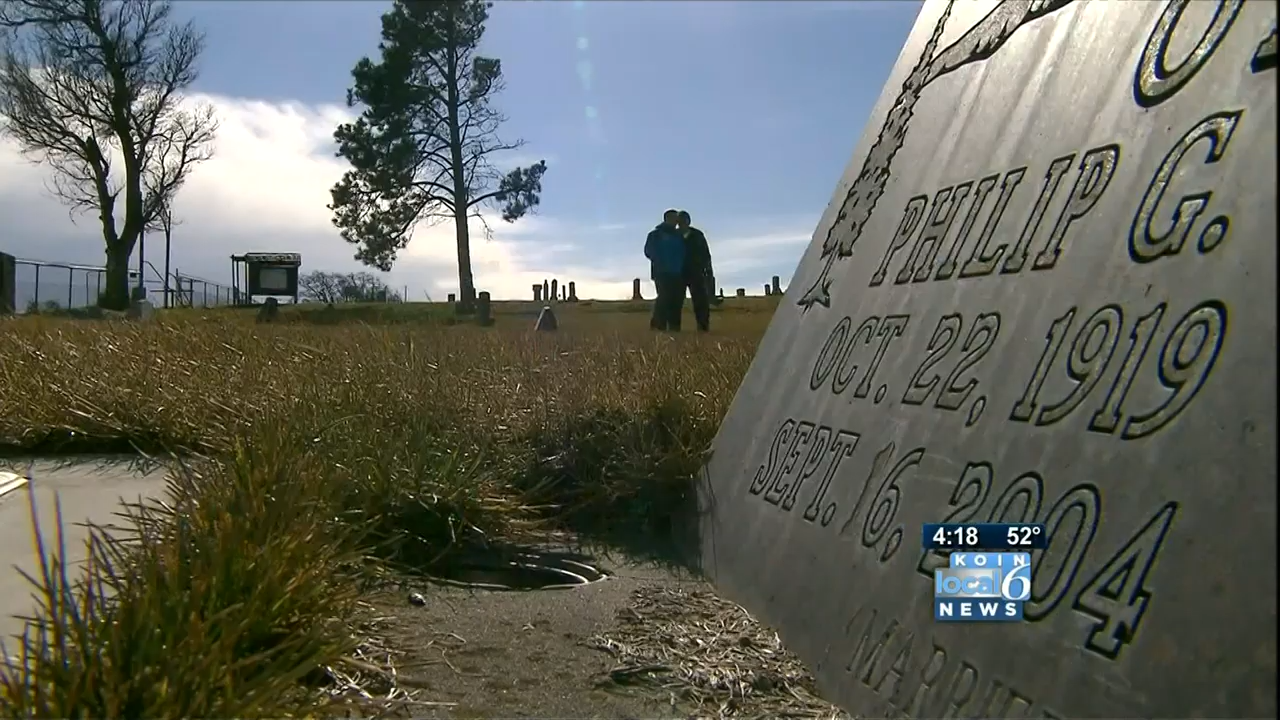 PHILIP G.
OCT. 22, 1919
SEPT. 16, 2004
4:18 52°
KOIN
local 6
NEWS